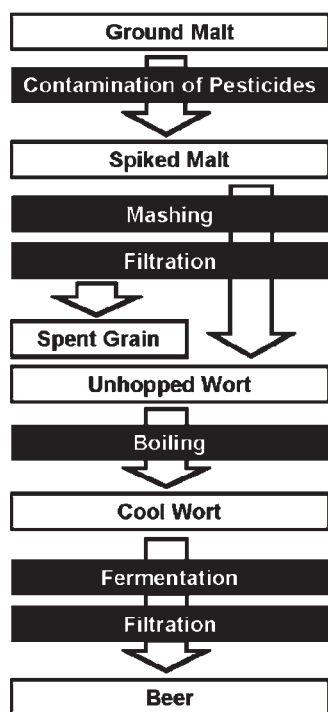 Ground Malt
Contamination of Pesticides
Spiked Malt
Mashing
Filtration
Spent Grain
Unhopped Wort
Boiling
Cool Wort
Fermentation
Filtration
Beer